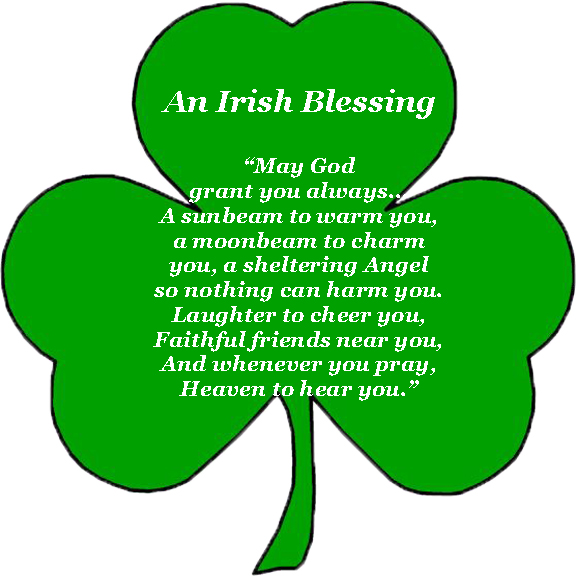 An Irish Blessing
“May God
grant you always..
A sunbeam to warm you,
a moonbeam to charm
you, a sheltering Angel
so nothing can harm you.
Laughter to cheer you,
Faithful friends near you,
And whenever you pray,
Heaven to hear you.”